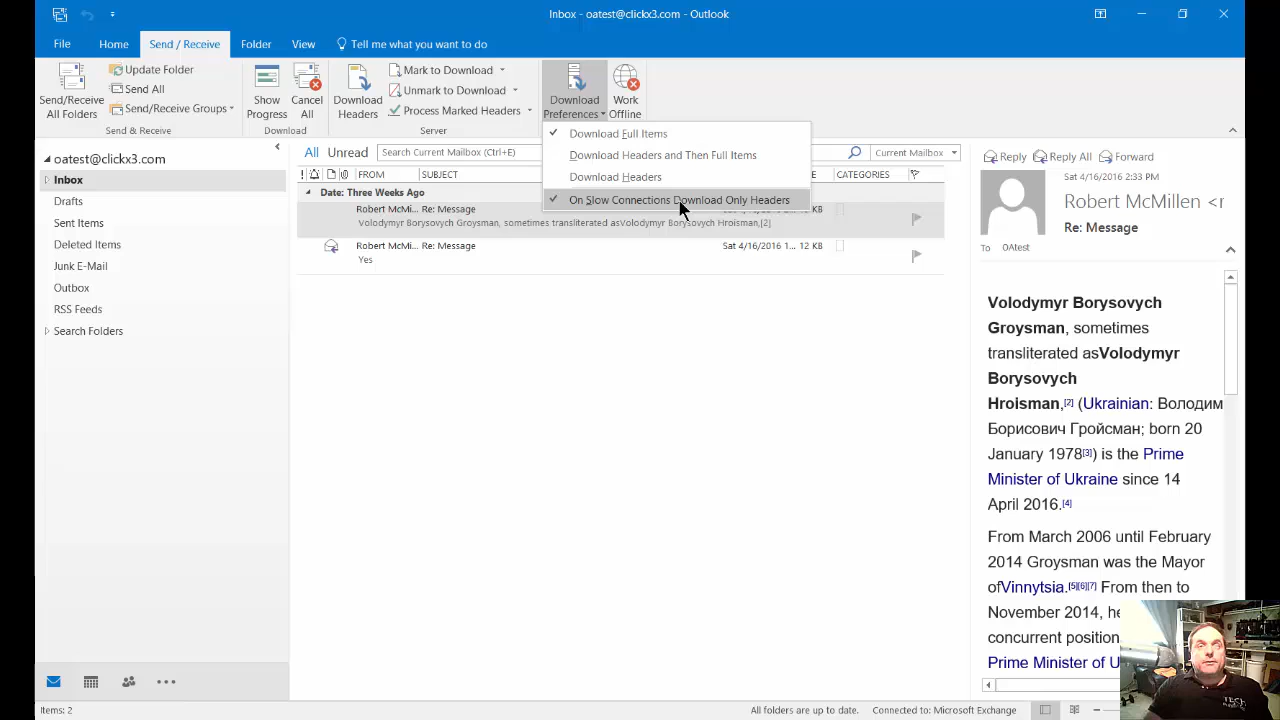 Inbox - oatest@clickx3.com - Outlook
File Home Send / Receive Folder View Tell me what you want to do
Send/Receive All Folders
Update Folder
Send All
Send/Receive Groups
Send & Receive
Show Progress
Cancel All
Download
Download Headers
Mark to Download
Unmark to Download
Process Marked Headers
Server
Download Preferences
Work Offline
Download Full Items
Download Headers and Then Full Items
Download Headers
On Slow Connections Download Only Headers
oatest@clickx3.com
Inbox
Drafts
Sent Items
Deleted Items
Junk E-Mail
Outbox
RSS Feeds
Search Folders
All Unread Search Current Mailbox (Ctrl+E) Current Mailbox
FROM SUBJECT CATEGORIES
Date: Three Weeks Ago
Robert McMi... Re: Message KB
Volodymyr Borysovych Groysman, sometimes transliterated asVolodymyr Borysovych Hroisman,[2]
Robert McMi... Re: Message Sat 4/16/2016 1... 12 KB
Yes
Reply Reply All Forward
Sat 4/16/2016 2:33 PM
Robert McMillen <r
Re: Message
To OAtest
Volodymyr Borysovych
Groysman, sometimes
transliterated asVolodymyr
Borysovych
Hroisman,[2] (Ukrainian: Володим
Борисович Гройсман; born 20
January 1978[3]) is the Prime
Minister of Ukraine since 14
April 2016.[4]
From March 2006 until February
2014 Groysman was the Mayor
ofVinnytsia.[5][6][7] From then to
November 2014, he
concurrent position
Prime Minister of U
Items: 2 All folders are up to date. Connected to: Microsoft Exchange